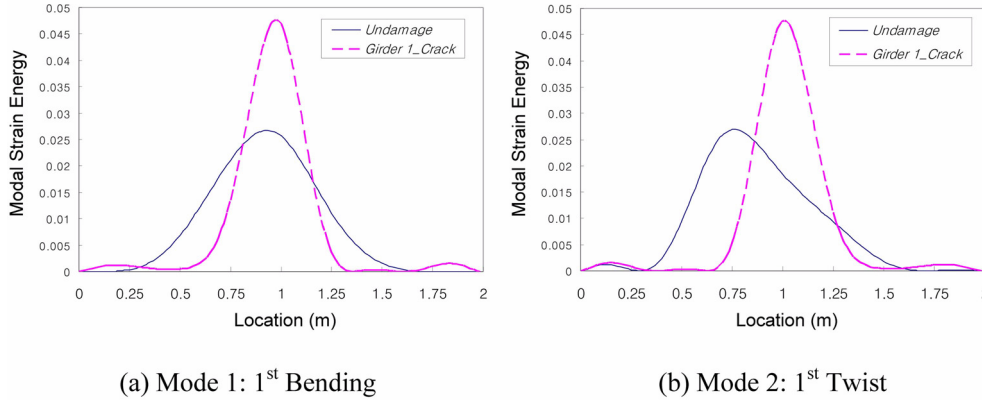 Modal Strain Energy
0.05
0.045
0.04
0.035
0.03
0.025
0.02
0.015
0.01
0.005
0
Undamage
Girder 1_Crack
0 0.25 0.5 0.75 1 1.25 1.5 1.75 2
Location (m)
(a) Mode 1: 1st Bending
Modal Strain Energy
0.05
0.045
0.04
0.035
0.03
0.025
0.02
0.015
0.01
0.005
0
Undamage
Girder 1_Crack
0 0.25 0.5 0.75 1 1.25 1.5 1.75
Location (m)
(b) Mode 2: 1st Twist